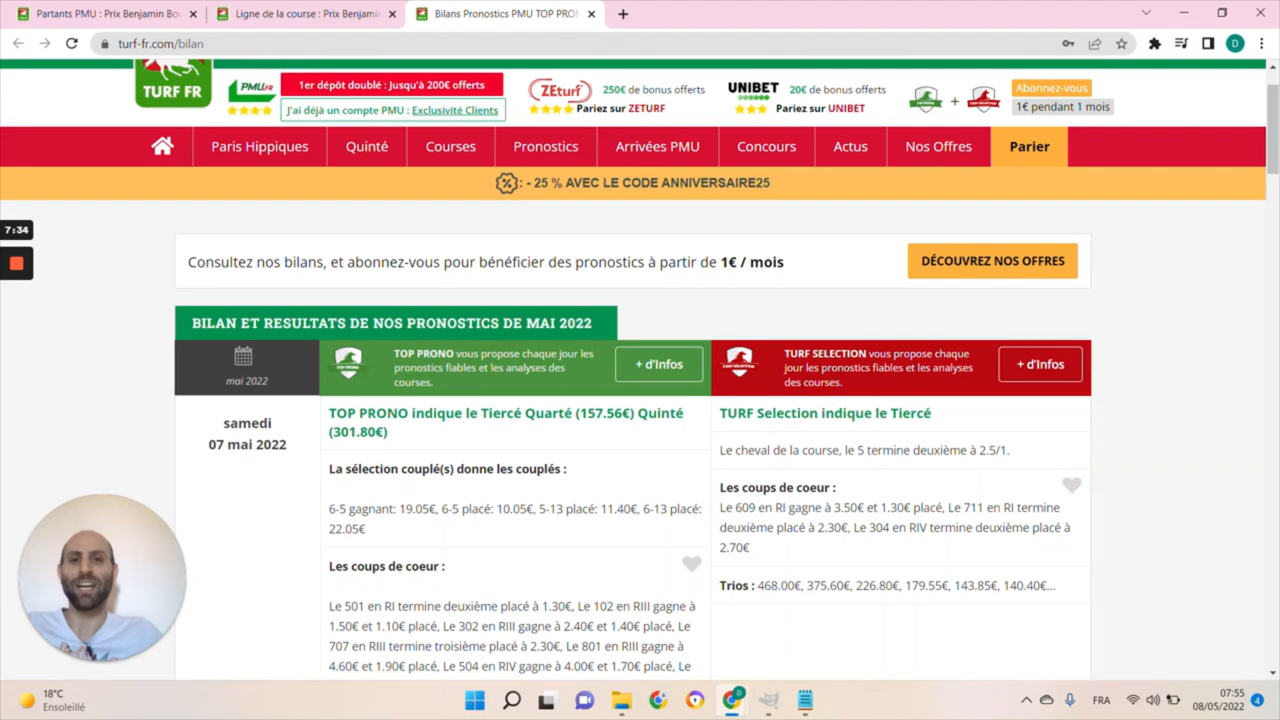 Partants PMU : Prix Benjamin Bou
Ligne de la course : Prix Benjamin
Bilans Pronostics PMU TOP PRON
turf-fr.com/bilan
TURF FR
PMU.FR
1er dépôt doublé : Jusqu'à 200€ offerts
J'ai déjà un compte PMU : Exclusivité Clients
ZEturf
250€ de bonus offerts
Pariez sur ZETURF
UNIBET
20€ de bonus offerts
Pariez sur UNIBET
+
Abonnez-vous
1€ pendant 1 mois
Paris Hippiques
Quinté
Courses
Pronostics
Arrivées PMU
Concours
Actus
Nos Offres
Parier
% : - 25 % AVEC LE CODE ANNIVERSAIRE25
7:34
Consultez nos bilans, et abonnez-vous pour bénéficier des pronostics à partir de 1€ / mois
DÉCOUVREZ NOS OFFRES
BILAN ET RESULTATS DE NOS PRONOSTICS DE MAI 2022
mai 2022
TOP PRONO
TOP PRONO vous propose chaque jour les
pronostics fiables et les analyses des
courses.
+ d'Infos
TURF SELECTION
TURF SELECTION vous propose chaque
jour les pronostics fiables et les analyses
des courses.
+ d'Infos
samedi
07 mai 2022
TOP PRONO indique le Tiercé Quarté (157.56€) Quinté
(301.80€)
La sélection couplé(s) donne les couplés :
6-5 gagnant: 19.05€, 6-5 placé: 10.05€, 5-13 placé: 11.40€, 6-13 placé:
22.05€
Les coups de coeur :
Le 501 en RI termine deuxième placé à 1.30€, Le 102 en RIII gagne à
1.50€ et 1.10€ placé, Le 302 en RIII gagne à 2.40€ et 1.40€ placé, Le
707 en RIII termine troisième placé à 2.30€, Le 801 en RIII gagne à
4.60€ et 1.90€ placé, Le 504 en RIV gagne à 4.00€ et 1.70€ placé, Le
TURF Selection indique le Tiercé
Le cheval de la course, le 5 termine deuxième à 2.5/1.
Les coups de coeur :
Le 609 en RI gagne à 3.50€ et 1.30€ placé, Le 711 en RI termine
deuxième placé à 2.30€, Le 304 en RIV termine deuxième placé à
2.70€
Trios : 468.00€, 375.60€, 226.80€, 179.55€, 143.85€, 140.40€...
18°C
Ensoleillé
D
D
FRA
07:55
08/05/2022
4